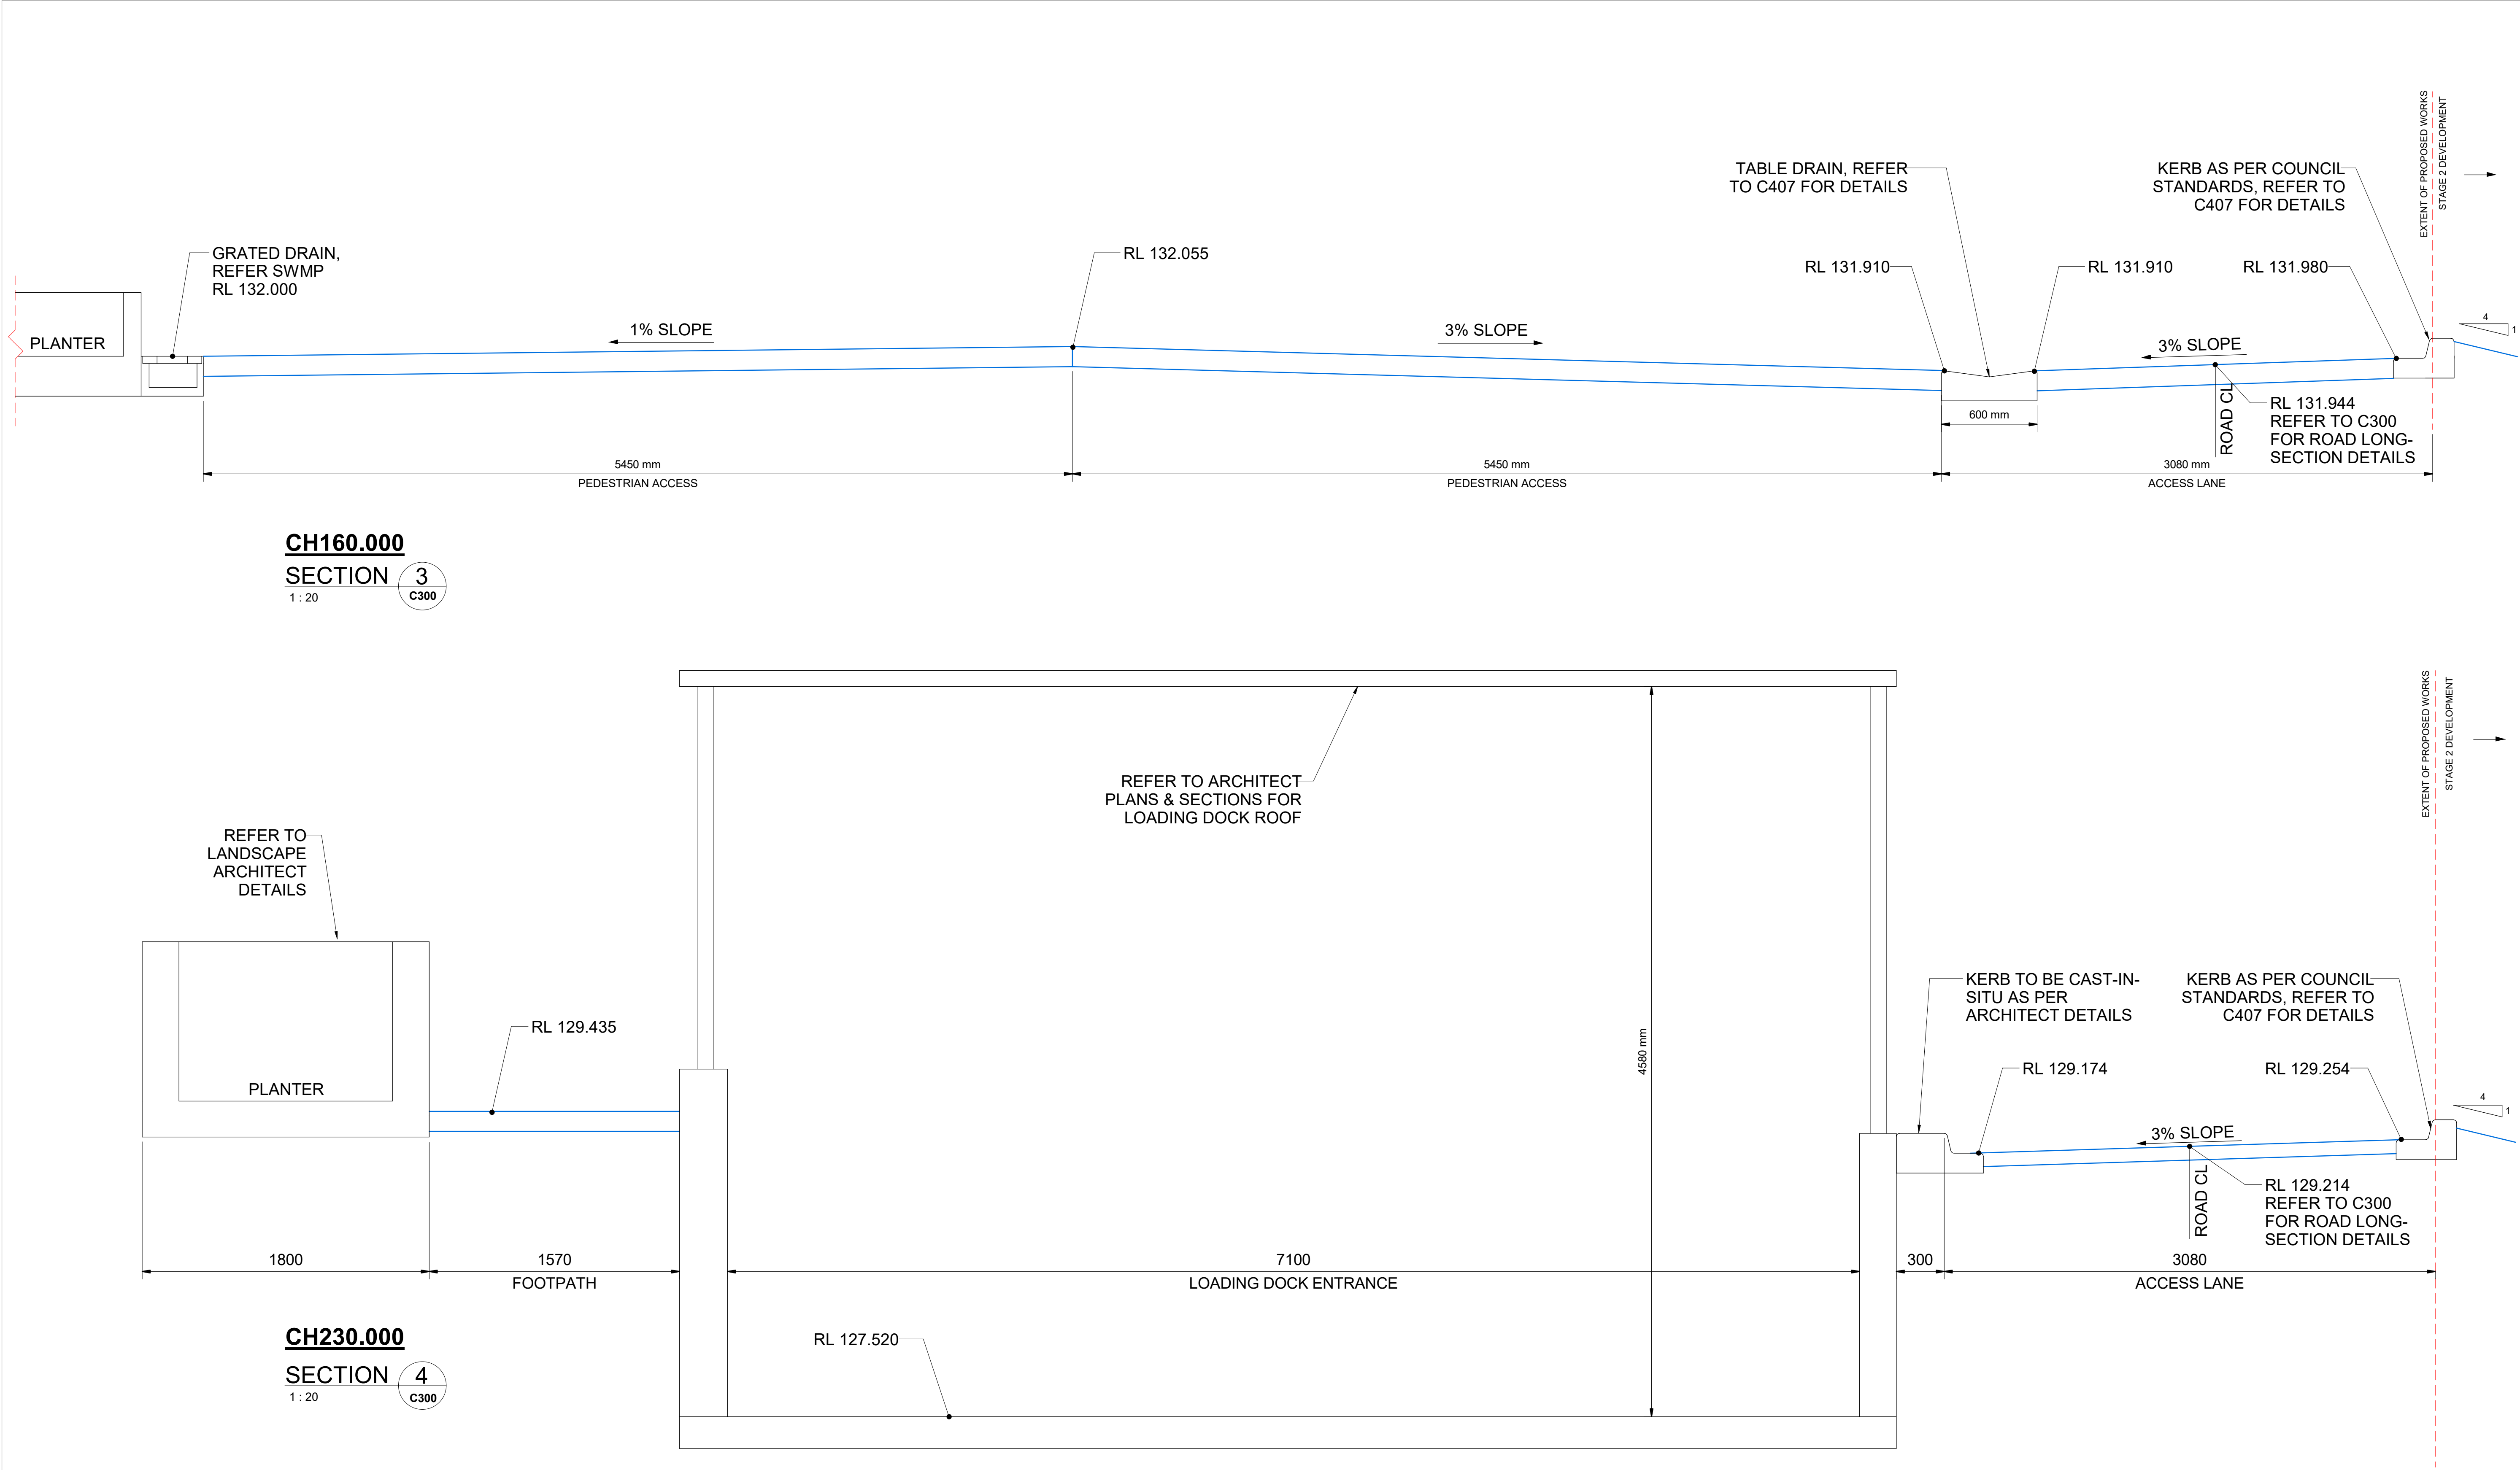 EXTENT OF PROPOSED WORKS
STAGE 2 DEVELOPMENT
TABLE DRAIN, REFER
TO C407 FOR DETAILS
KERB AS PER COUNCIL
STANDARDS, REFER TO
C407 FOR DETAILS
GRATED DRAIN,
REFER SWMP
RL 132.000
RL 132.055
RL 131.910
RL 131.910
RL 131.980
PLANTER
1% SLOPE
3% SLOPE
3% SLOPE
4
1
ROAD CL
RL 131.944
REFER TO C300
FOR ROAD LONG-
SECTION DETAILS
600 mm
5450 mm
PEDESTRIAN ACCESS
5450 mm
PEDESTRIAN ACCESS
3080 mm
ACCESS LANE
CH160.000
SECTION
3
C300
1 : 20
EXTENT OF PROPOSED WORKS
STAGE 2 DEVELOPMENT
REFER TO ARCHITECT
PLANS & SECTIONS FOR
LOADING DOCK ROOF
REFER TO
LANDSCAPE
ARCHITECT
DETAILS
KERB TO BE CAST-IN-
SITU AS PER
ARCHITECT DETAILS
KERB AS PER COUNCIL
STANDARDS, REFER TO
C407 FOR DETAILS
RL 129.435
4580 mm
RL 129.174
RL 129.254
PLANTER
4
1
3% SLOPE
ROAD CL
RL 129.214
REFER TO C300
FOR ROAD LONG-
SECTION DETAILS
1800
1570
FOOTPATH
7100
LOADING DOCK ENTRANCE
300
3080
ACCESS LANE
RL 127.520
CH230.000
SECTION
4
C300
1 : 20